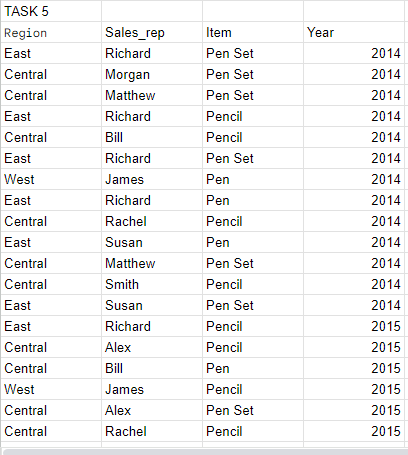 TASK 5
Region Sales_rep Item Year
East Richard Pen Set 2014
Central Morgan Pen Set 2014
Central Matthew Pen Set 2014
East Richard Pencil 2014
Central Bill Pencil 2014
East Richard Pen Set 2014
West James Pen 2014
East Richard Pen 2014
Central Rachel Pencil 2014
East Susan Pen 2014
Central Matthew Pen Set 2014
Central Smith Pencil 2014
East Susan Pen Set 2014
East Richard Pencil 2015
Central Alex Pencil 2015
Central Bill Pen 2015
West James Pencil 2015
Central Alex Pen Set 2015
Central Rachel Pencil 2015